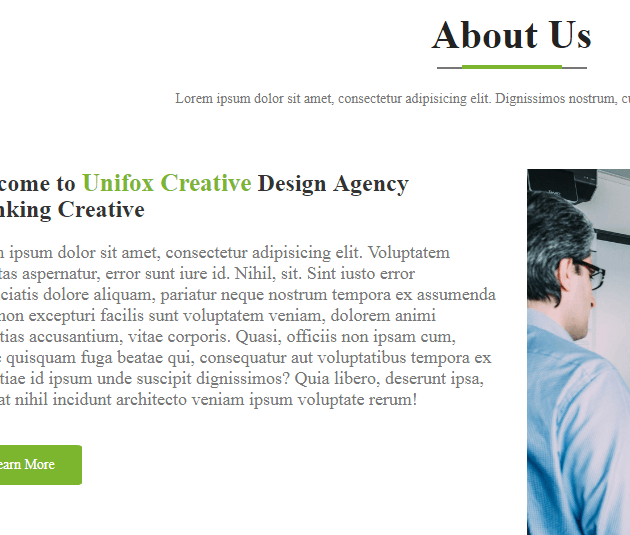 About Us
Lorem ipsum dolor sit amet, consectetur adipisicing elit. Dignissimos nostrum,
come to Unifox Creative Design Agency
nking Creative
ipsum dolor sit amet, consectetur adipisicing elit. Voluptatem
tas aspernatur, error sunt iure id. Nihil, sit. Sint iusto error
ciatis dolore aliquam, pariatur neque nostrum tempora ex assumenda
non excepturi facilis sunt voluptatem veniam, dolorem animi
tias accusantium, vitae corporis. Quasi, officiis non ipsam cum,
quisquam fuga beatae qui, consequatur aut voluptatibus tempora ex
tiae id ipsum unde suscipit dignissimos? Quia libero, deserunt ipsa,
at nihil incidunt architecto veniam ipsum voluptate rerum!
earn More